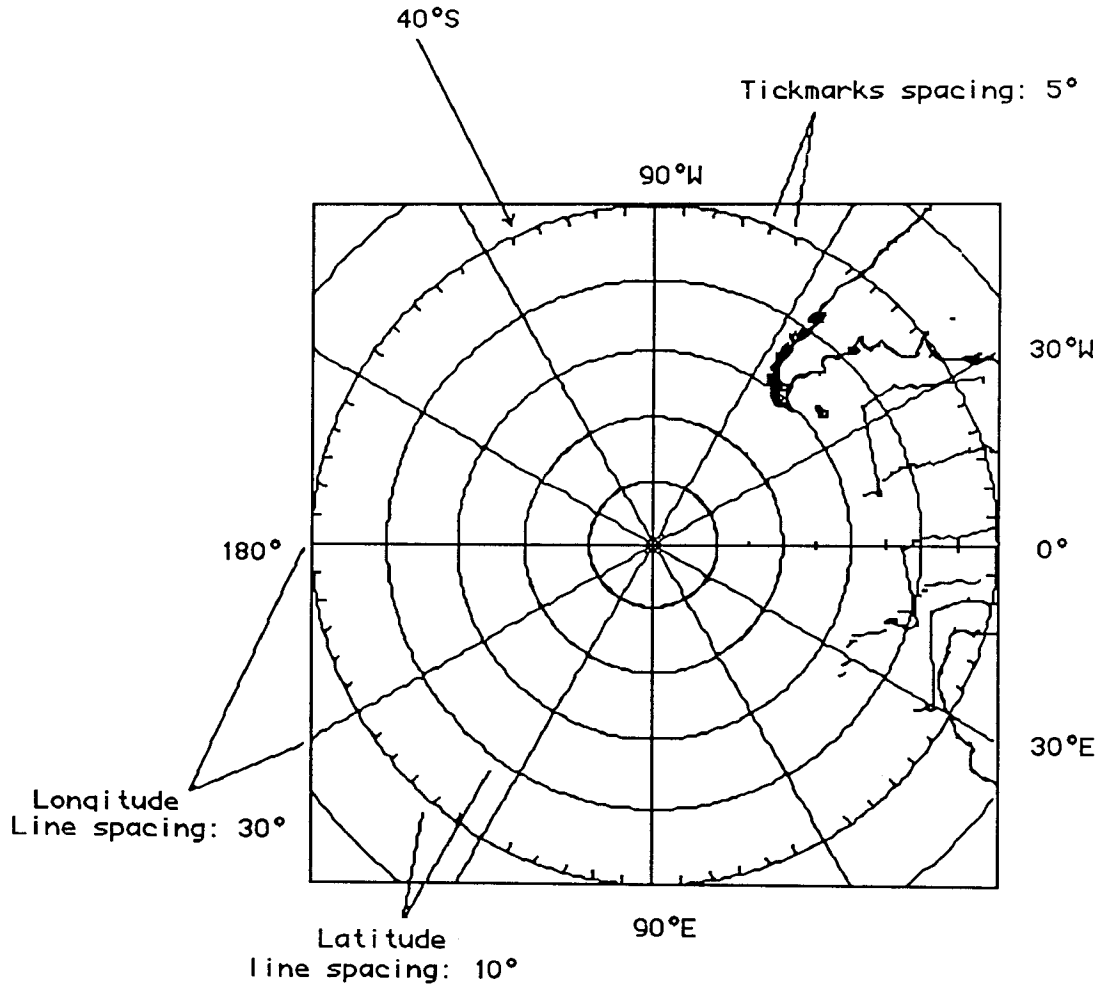 40°S
Tickmarks spacing: 5°
90°W
30°W
180°
0°
30°E
Longitude
Line spacing: 30°
90°E
Latitude
line spacing: 10°